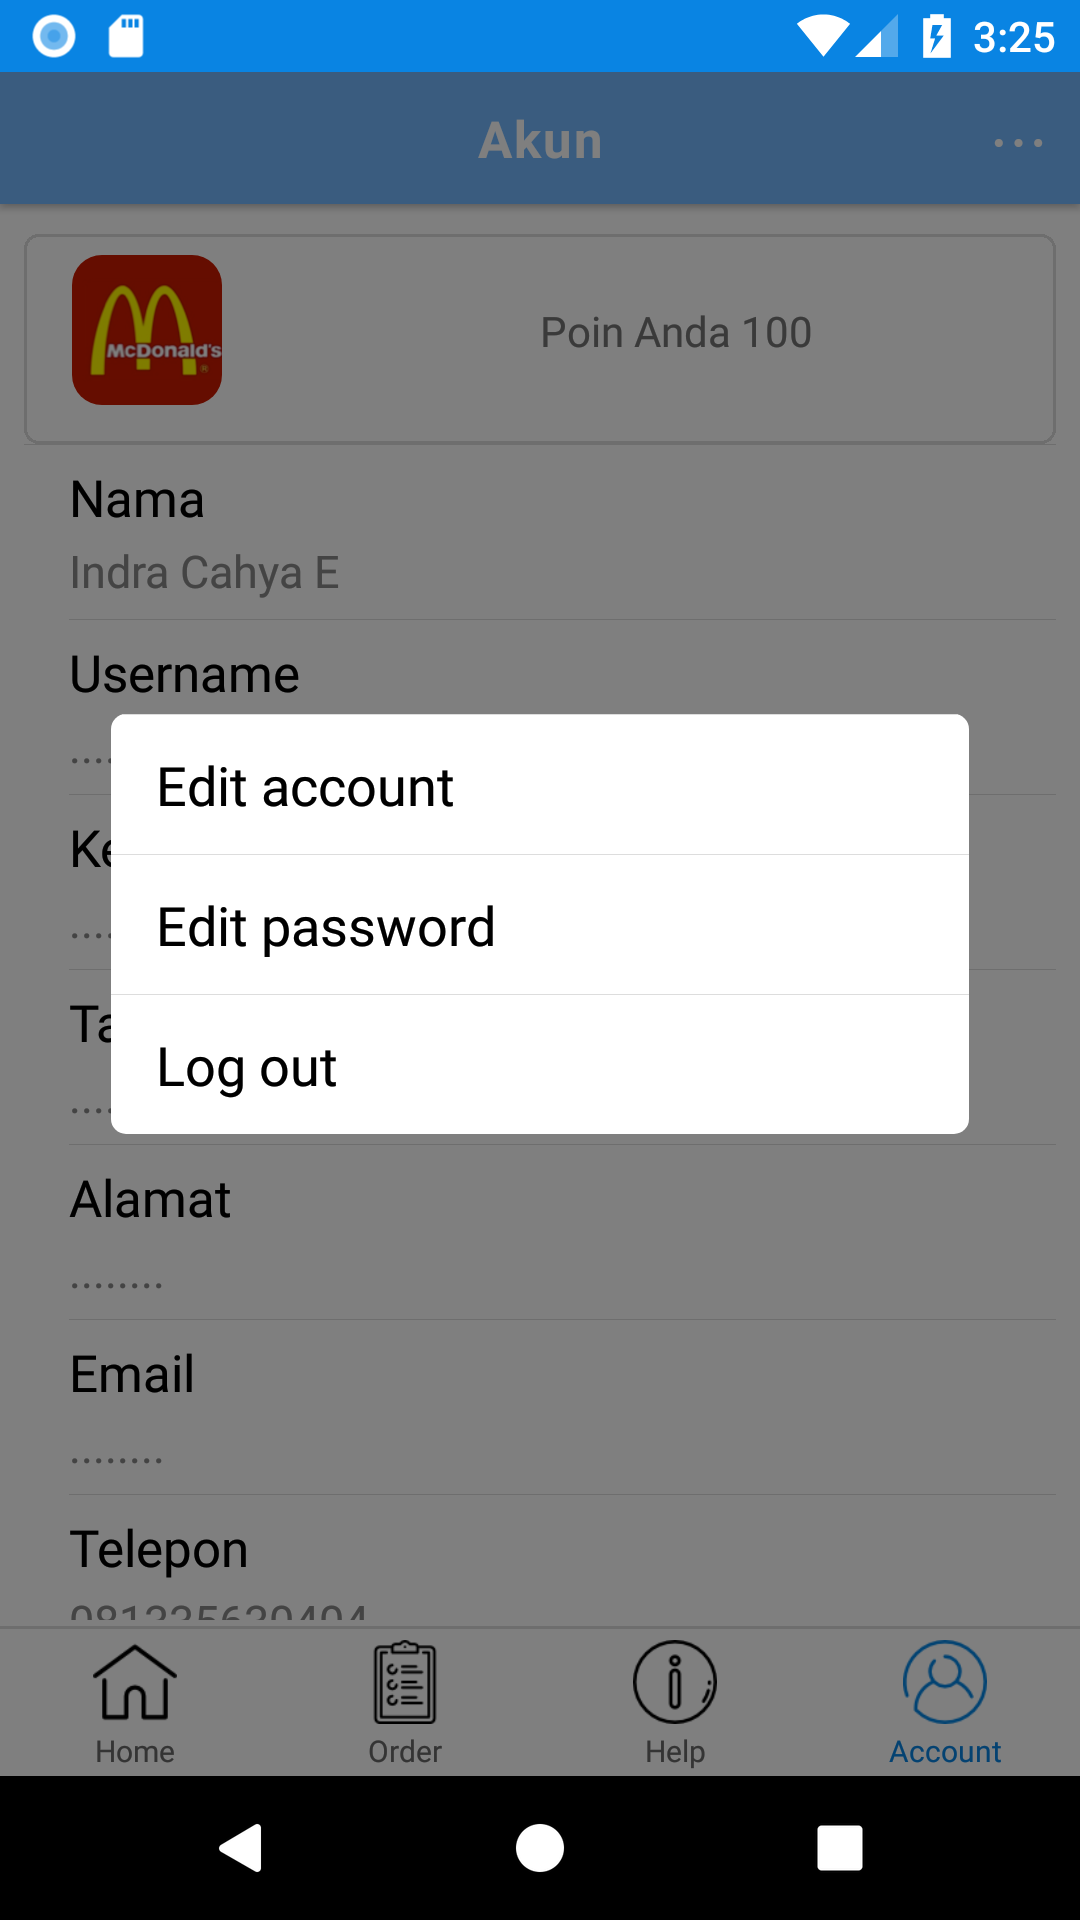 3:25
Akun
...
McDonald's
Poin Anda 100
Nama
Indra Cahya E
Username
....
Edit account
Ke
....
Edit password
Ta
Log out
....
Alamat
........
Email
........
Telepon
Home
Order
Help
Account